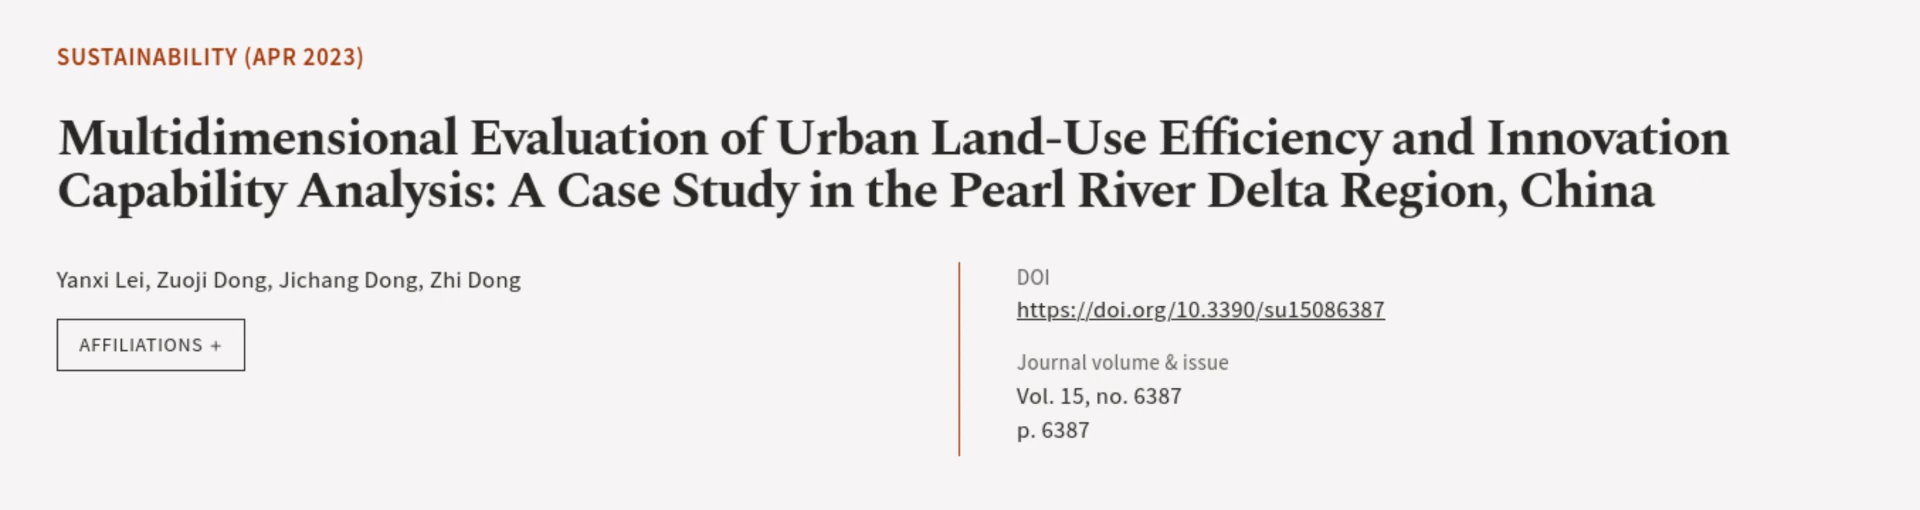 SUSTAINABILITY (APR 2023)
Multidimensional Evaluation of Urban Land-Use Efficiency and Innovation
Capability Analysis: A Case Study in the Pearl River Delta Region, China
Yanxi Lei, Zuoji Dong, Jichang Dong, Zhi Dong
AFFILIATIONS +
DOI
https://doi.org/10.3390/su15086387
Journal volume & issue
Vol. 15, no. 6387
p. 6387